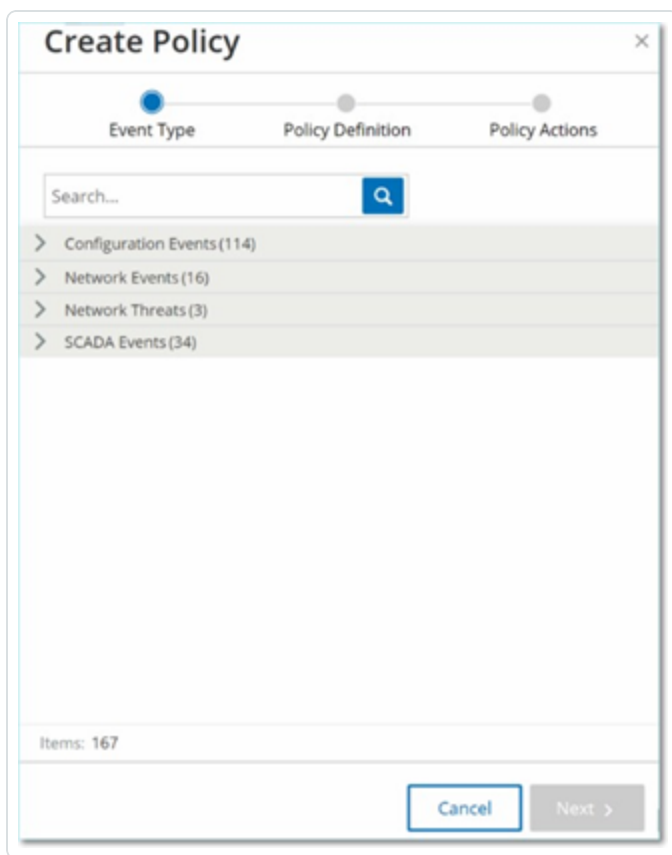 Create Policy
Event Type Policy Definition Policy Actions
Search...
Configuration Events (114)
Network Events (16)
Network Threats (3)
SCADA Events (34)
Items: 167
Cancel Next